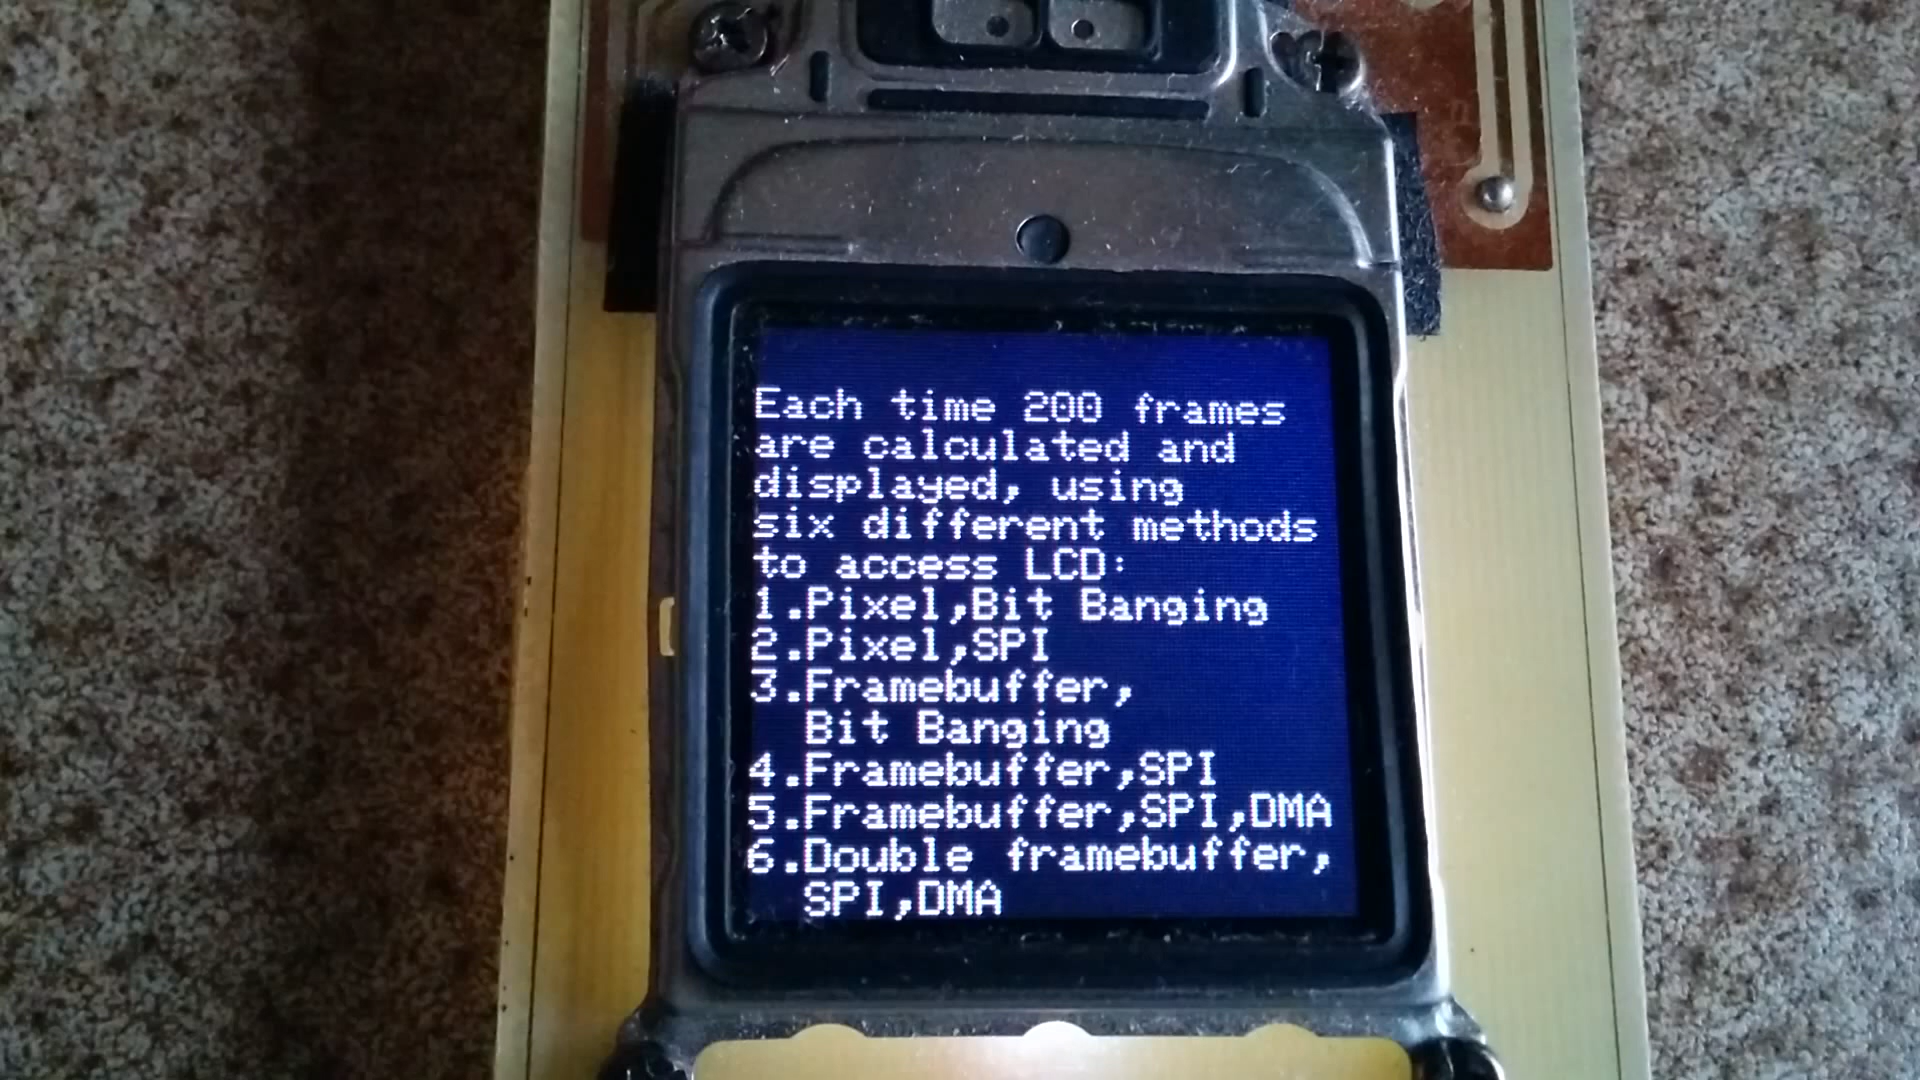 Each time 200 frames
are calculated and
displayed, using
six different methods
to access LCD:
1.Pixel,Bit Banging
2.Pixel,SPI
3.Framebuffer,
Bit Banging
4.Framebuffer,SPI
5.Framebuffer,SPI,DMA
6.Double framebuffer,
SPI,DMA